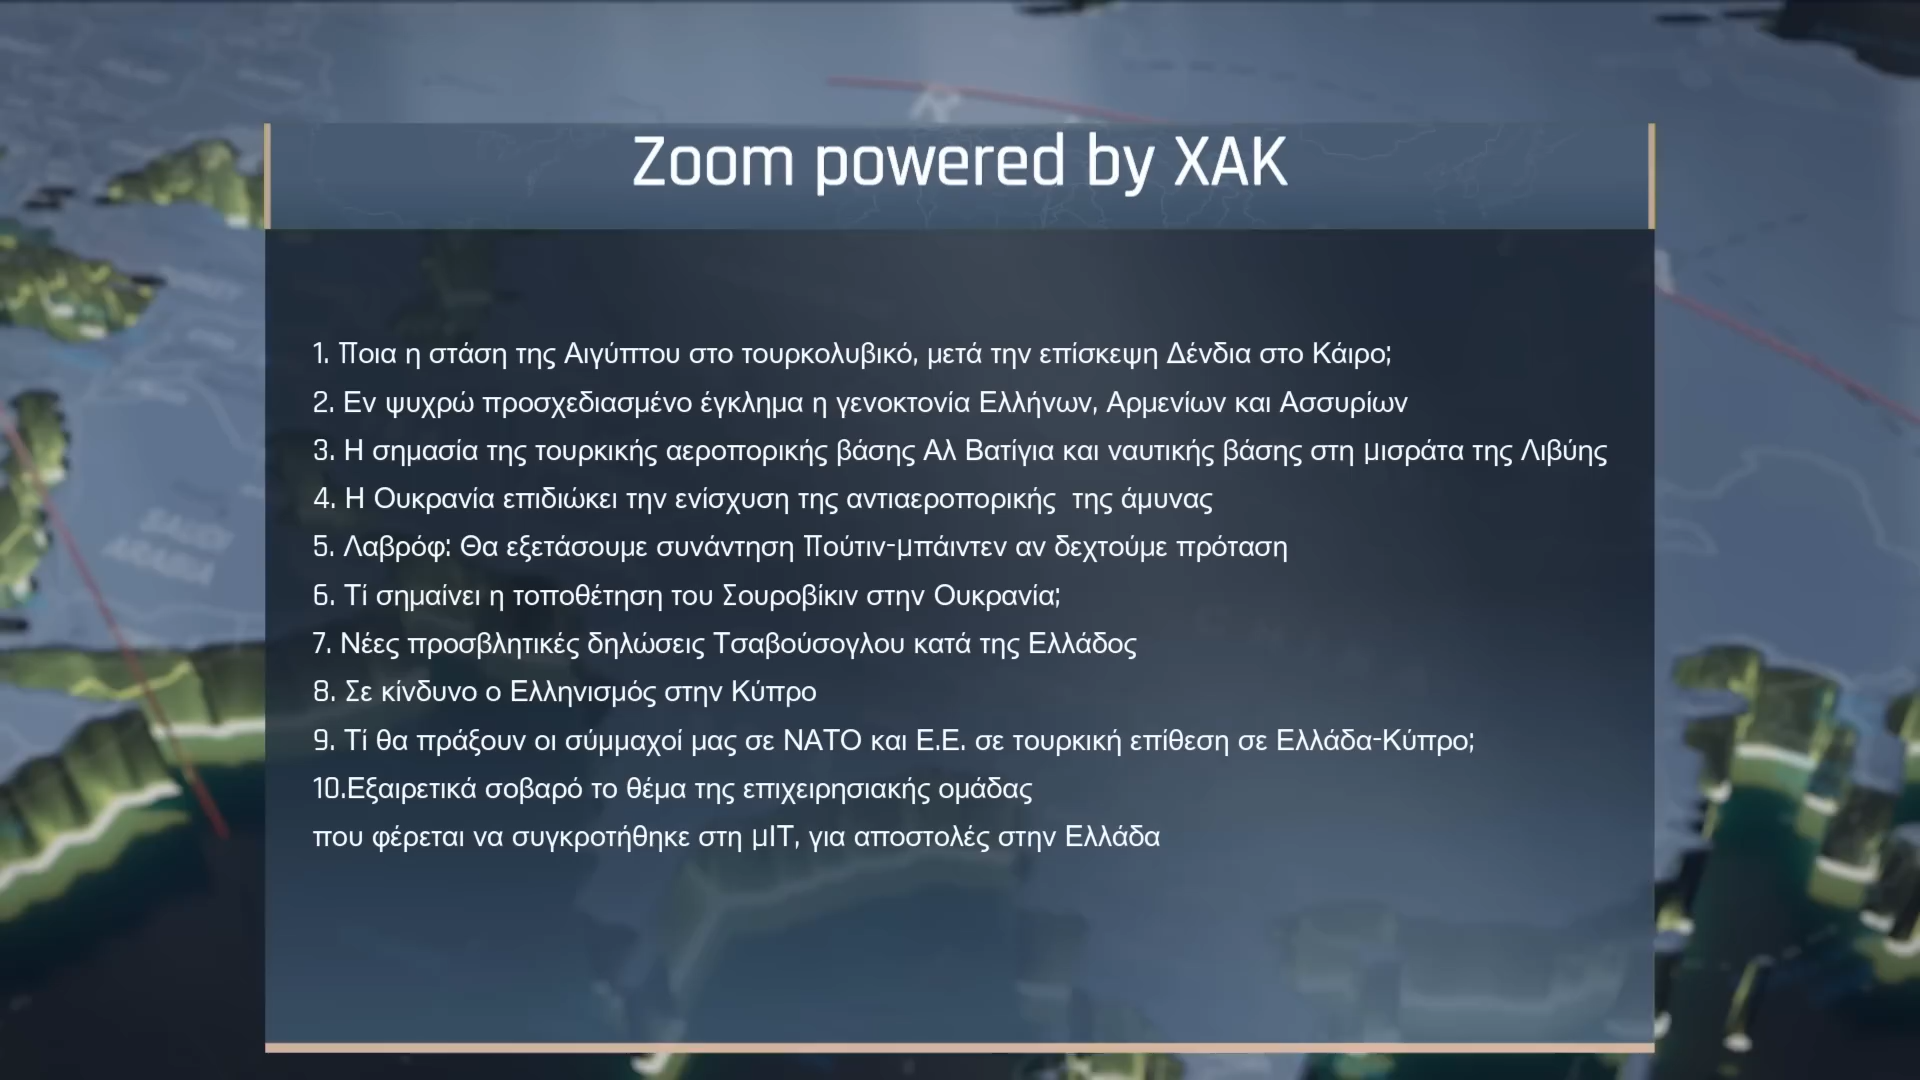 Zoom powered by ΧΑΚ
1. Ποια η στάση της Αιγύπτου στο τουρκολυβικό, μετά την επίσκεψη Δένδια στο Κάιρο;
2. Εν ψυχρώ προσχεδιασμένο έγκλημα η γενοκτονία Ελλήνων, Αρμενίων και Ασσυρίων
3. Η σημασία της τουρκικής αεροπορικής βάσης Αλ Βατίγια και ναυτικής βάσης στη Μισράτα της Λιβύης
4. Η Ουκρανία επιδιώκει την ενίσχυση της αντιαεροπορικής της άμυνας
5. Λαβρόφ: Θα εξετάσουμε συνάντηση Πούτιν-Μπάιντεν αν δεχτούμε πρόταση
6. Τί σημαίνει η τοποθέτηση του Σουροβίκιν στην Ουκρανία;
7. Νέες προσβλητικές δηλώσεις Τσαβούσογλου κατά της Ελλάδος
8. Σε κίνδυνο ο Ελληνισμός στην Κύπρο
9. Τί θα πράξουν οι σύμμαχοί μας σε ΝΑΤΟ και Ε.Ε. σε τουρκική επίθεση σε Ελλάδα-Κύπρο;
10.Εξαιρετικά σοβαρό το θέμα της επιχειρησιακής ομάδας
που φέρεται να συγκροτήθηκε στη ΜΙΤ, για αποστολές στην Ελλάδα
SAUDI
ARABIA